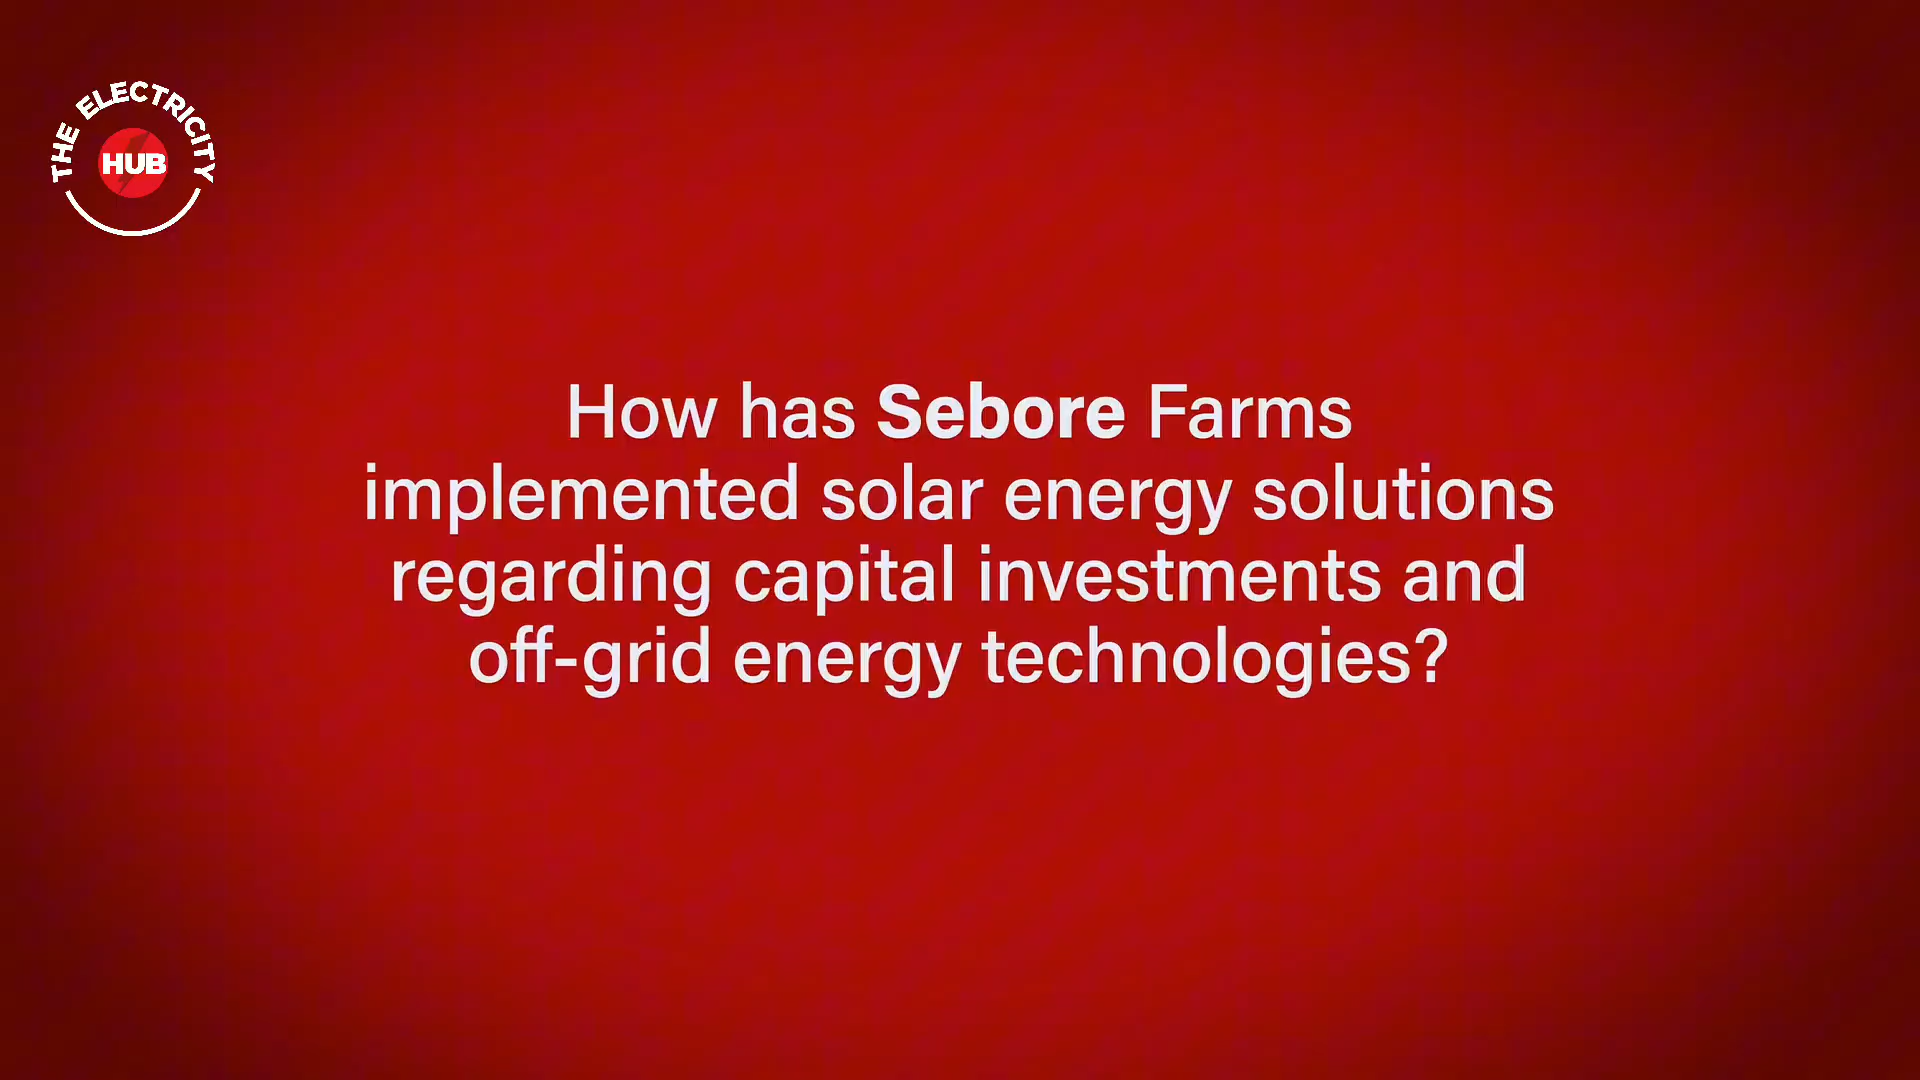 THE ELECTRICITY
HUB
How has Sebore Farms
implemented solar energy solutions
regarding capital investments and
off-grid energy technologies?